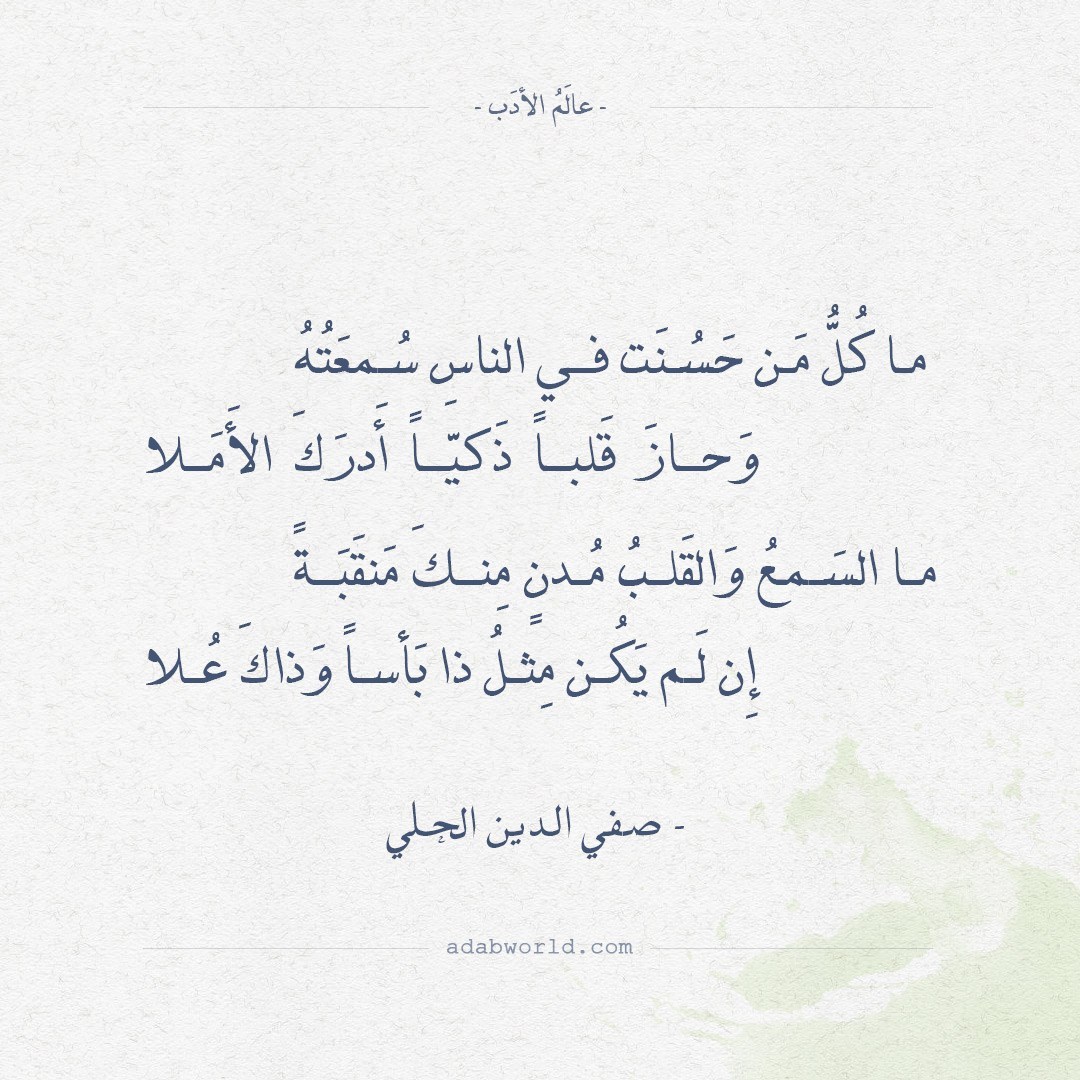 - عالَمُ الأدَب -
ما كُلُّ مَن حَسُنَت في الناسِ سُمعَتُهُ
وَحازَ قَلباً ذَكيّاً أَدرَكَ الأَمَلا
ما السَمعُ وَالقَلبُ مُدنٍ مِنكَ مَنقَبَةً
إِن لَم يَكُن مِثلُ ذا بَأساً وَذاكَ عُلا
- صفي الدين الحلي
adabworld.com